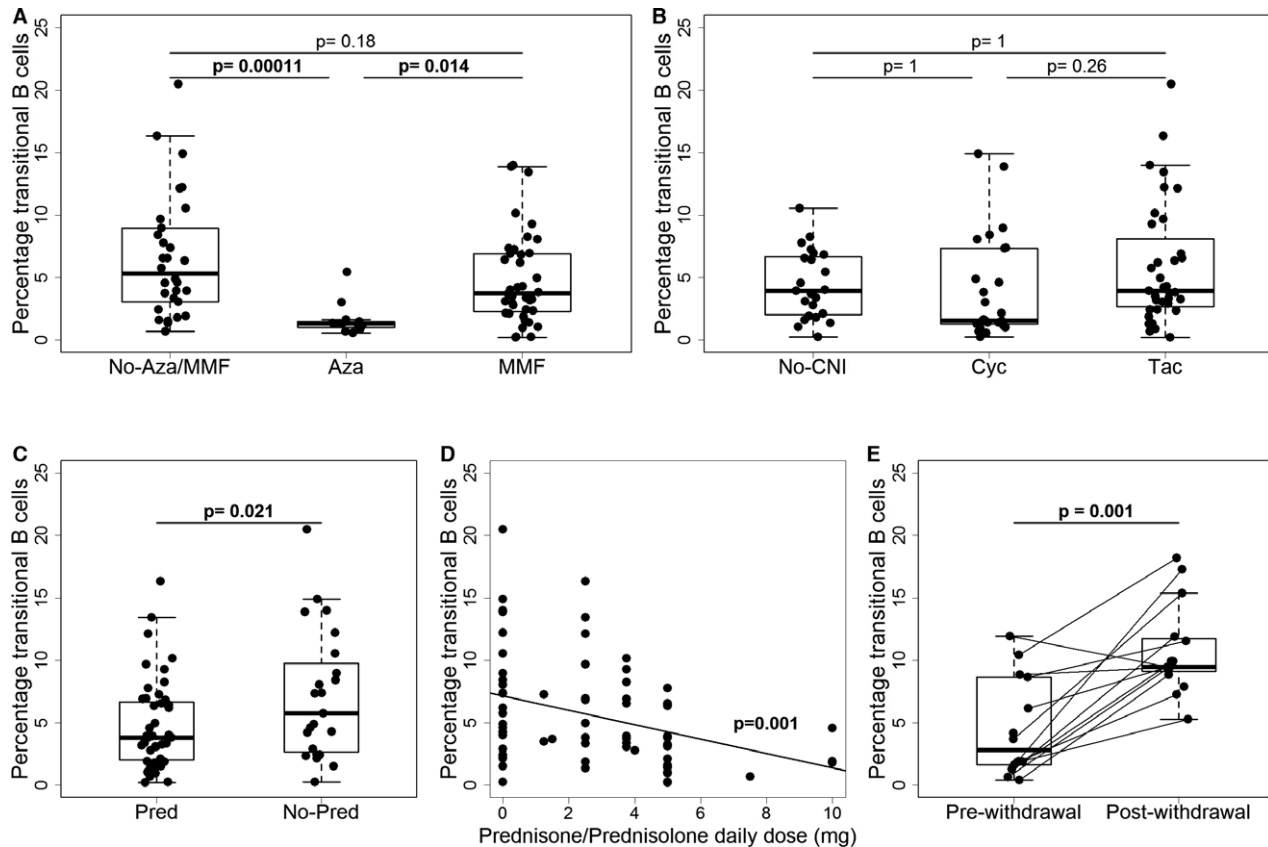 A
Percentage transitional B cells
25
20
15
10
5
0
p= 0.18
p= 0.00011
p= 0.014
No-Aza/MMF
Aza
MMF
B
Percentage transitional B cells
25
20
15
10
5
0
p= 1
p= 1
p= 0.26
No-CNI
Cyc
Tac
C
Percentage transitional B cells
25
20
15
10
5
0
p= 0.021
Pred
No-Pred
D
Percentage transitional B cells
25
20
15
10
5
0
p=0.001
0 2 4 6 8 10
Prednisone/Prednisolone daily dose (mg)
E
Percentage transitional B cells
25
20
15
10
5
0
p = 0.001
Pre-withdrawal
Post-withdrawal